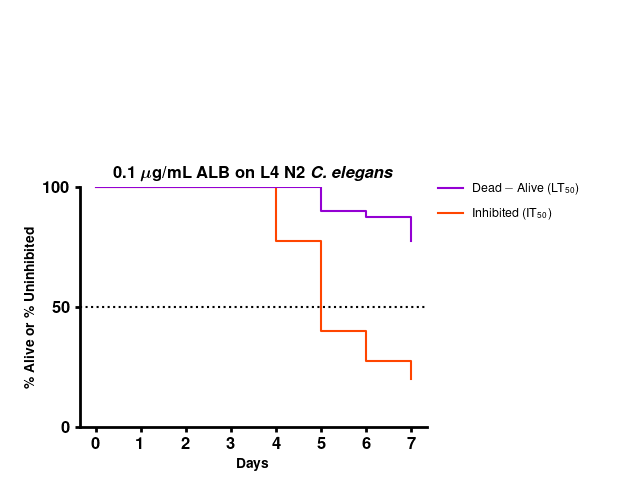 0.1 μg/mL ALB on L4 N2 C. elegans
100
50
0
% Alive or % Uninhibited
0 1 2 3 4 5 6 7
Days
Dead – Alive (LT₅₀)
Inhibited (IT₅₀)